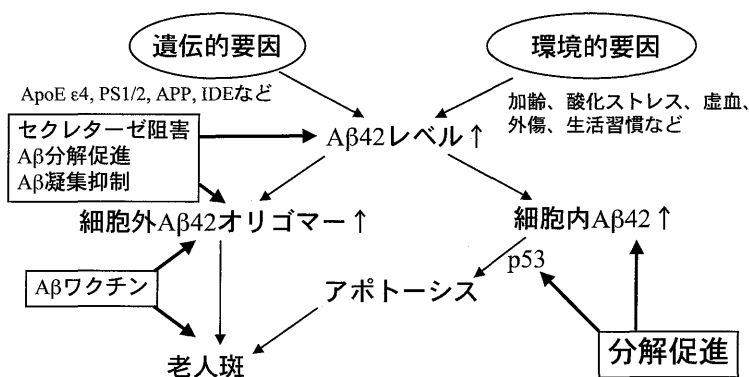 遺伝的要因
環境的要因
ApoE ε4, PS1/2, APP, IDEなど
加齢、酸化ストレス、虚血、
外傷、生活習慣など
セクレターゼ阻害
Aβ分解促進
Aβ凝集抑制
Aβ42レベル↑
細胞外Aβ42オリゴマー↑
細胞内Aβ42↑
p53
Aβワクチン
アポトーシス
分解促進
老人斑